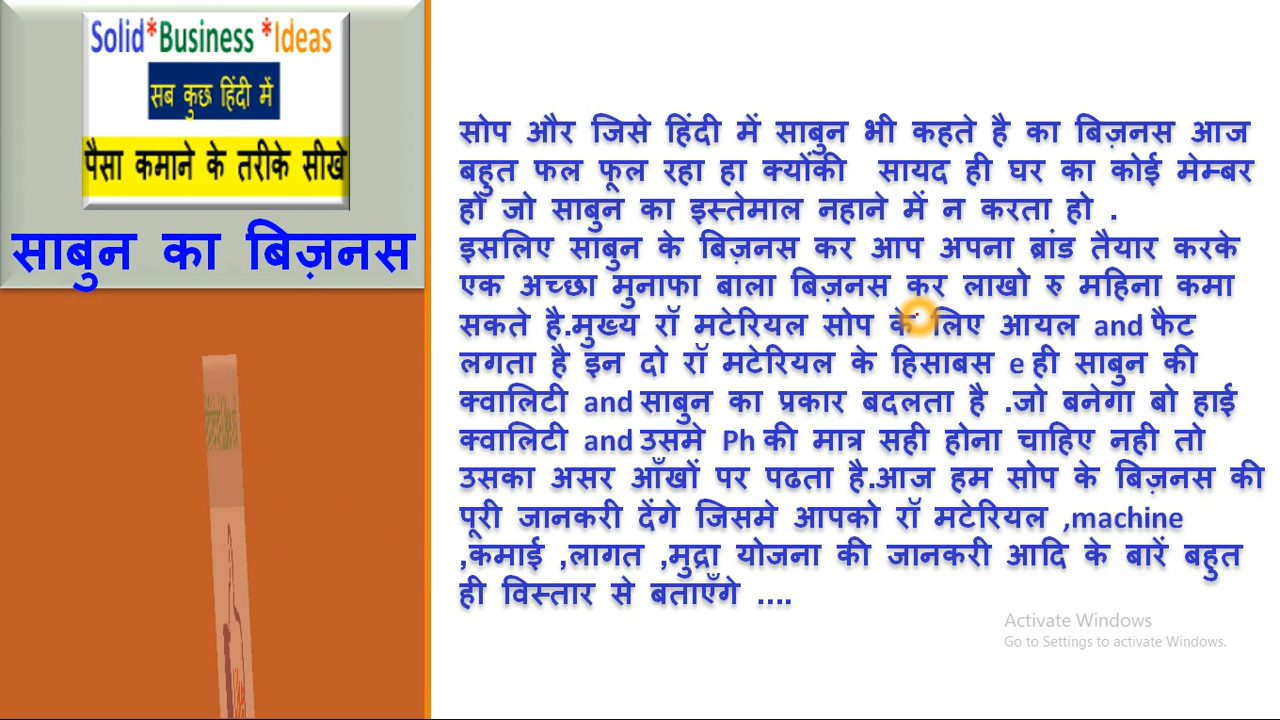 Solid*Business *Ideas
सब कुछ हिंदी में
पैसा कमाने के तरीके सीखे
साबुन का बिज़नस
सोप और जिसे हिंदी में साबुन भी कहते है का बिज़नस आज
बहुत फल फूल रहा हा क्योंकी सायद ही घर का कोई मेम्बर
हो जो साबुन का इस्तेमाल नहाने में न करता हो .
इसलिए साबुन के बिज़नस कर आप अपना ब्रांड तैयार करके
एक अच्छा मुनाफा बाला बिज़नस कर लाखो रु महिना कमा
सकते है.मुख्य रॉ मटेरियल सोप के लिए आयल and फैट
लगता है इन दो रॉ मटेरियल के हिसाबस e ही साबुन की
क्वालिटी and साबुन का प्रकार बदलता है .जो बनेगा बो हाई
क्वालिटी and उसमे Ph की मात्र सही होना चाहिए नही तो
उसका असर आँखों पर पढता है.आज हम सोप के बिज़नस की
पूरी जानकरी देंगे जिसमे आपको रॉ मटेरियल ,machine
,कमाई ,लागत ,मुद्रा योजना की जानकरी आदि के बारें बहुत
ही विस्तार से बताएँगे ....
Activate Windows
Go to Settings to activate Windows.